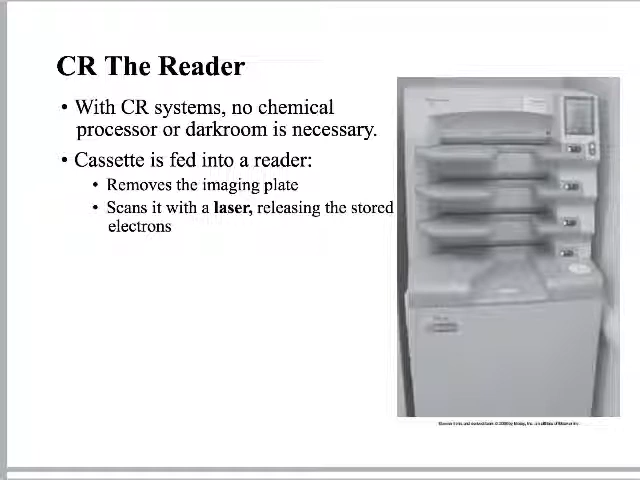 CR The Reader
• With CR systems, no chemical
processor or darkroom is necessary.
• Cassette is fed into a reader:
• Removes the imaging plate
• Scans it with a laser, releasing the stored
electrons